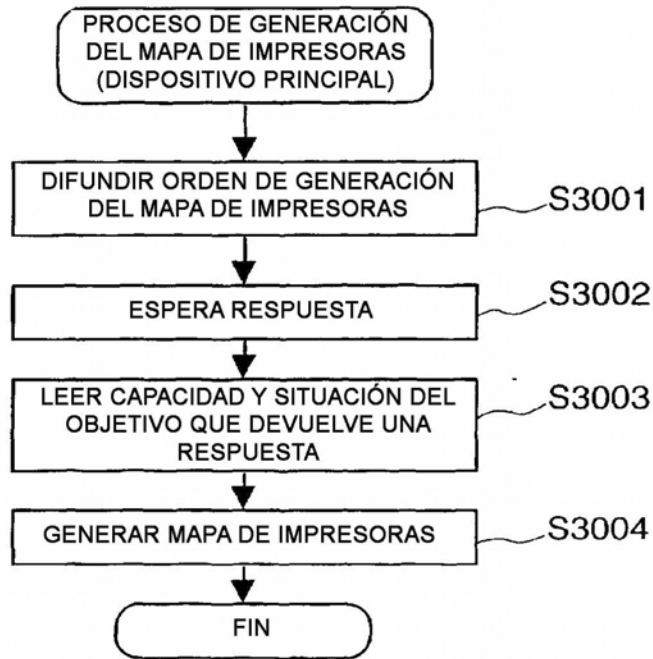 PROCESO DE GENERACIÓN
DEL MAPA DE IMPRESORAS
(DISPOSITIVO PRINCIPAL)
DIFUNDIR ORDEN DE GENERACIÓN
DEL MAPA DE IMPRESORAS
S3001
ESPERA RESPUESTA
S3002
LEER CAPACIDAD Y SITUACIÓN DEL
OBJETIVO QUE DEVUELVE UNA
RESPUESTA
S3003
GENERAR MAPA DE IMPRESORAS
S3004
FIN